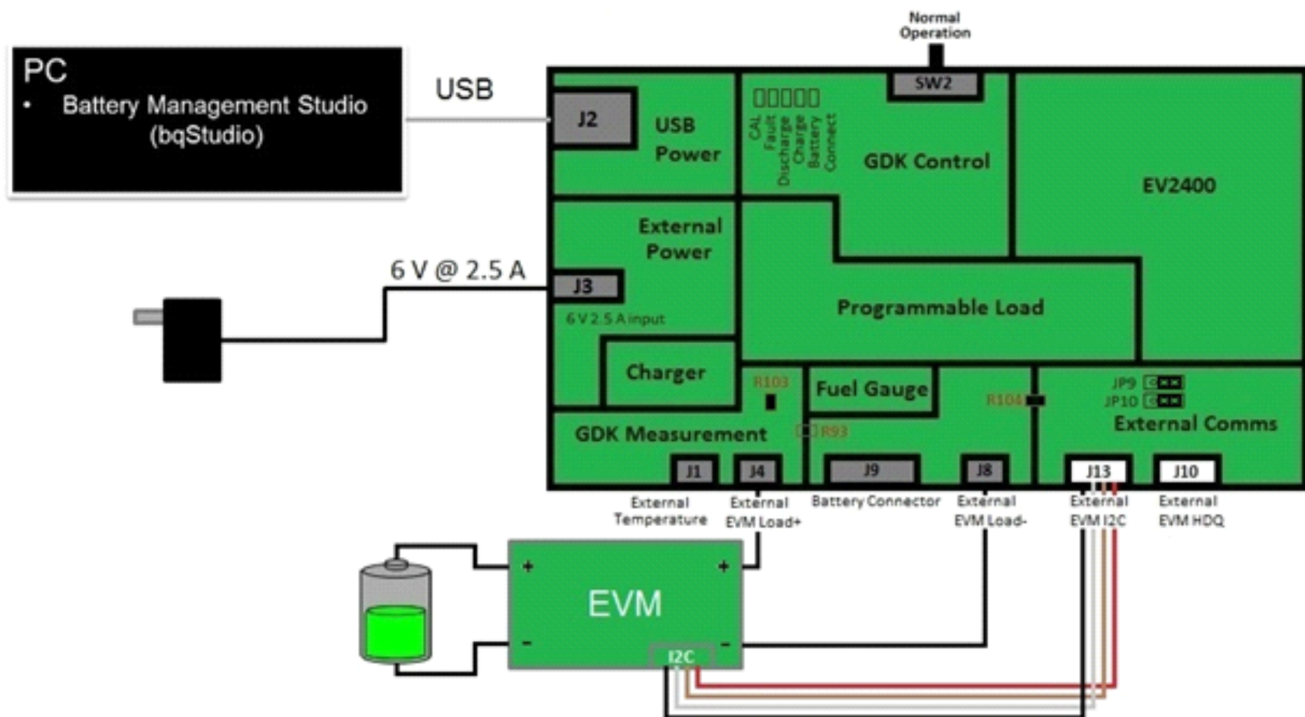 Normal
Operation
PC
• Battery Management Studio
(bqStudio)
USB
J2
USB
Power
CAL
Fault
Discharge
Charge
Battery
Connect
SW2
GDK Control
EV2400
External
Power
6 V @ 2.5 A
J3
6 V 2.5 A input
Programmable Load
Charger
R103
Fuel Gauge
R104
JP9
JP10
External Comms
GDK Measurement
R93
J1
J4
J9
J8
J13
J10
External
Temperature
External
EVM Load+
Battery Connector
External
EVM Load-
External
EVM I2C
External
EVM HDQ
+
+
EVM
-
-
I2C